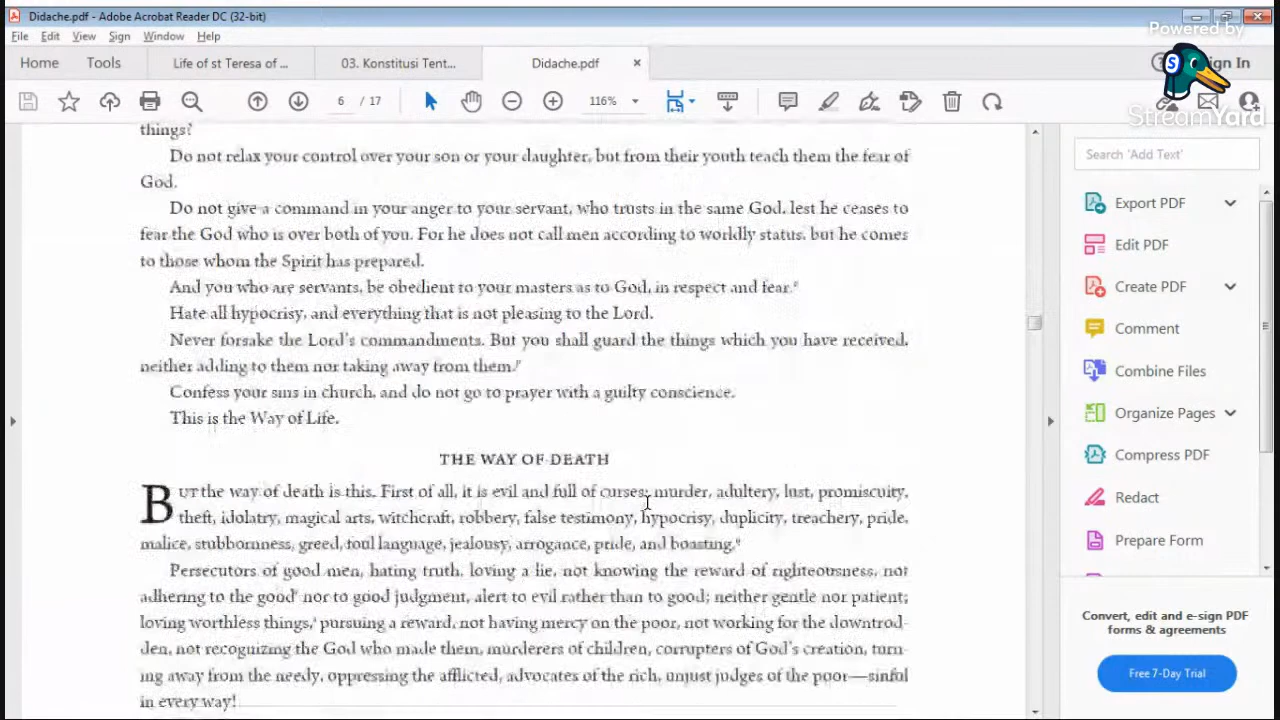 Didache.pdf - Adobe Acrobat Reader DC (32-bit)
Powered by
StreamYard
File Edit View Sign Window Help
Home Tools Life of st Teresa of ... 03. Konstitusi Tent... Didache.pdf × Sign In
6 / 17 116%
things?
Do not relax your control over your son or your daughter, but from their youth teach them the fear of
God.
Do not give a command in your anger to your servant, who trusts in the same God, lest he ceases to
fear the God who is over both of you. For he does not call men according to worldly status, but he comes
to those whom the Spirit has prepared.
And you who are servants, be obedient to your masters as to God, in respect and fear.
Hate all hypocrisy, and everything that is not pleasing to the Lord.
Never forsake the Lord's commandments. But you shall guard the things which you have received,
neither adding to them nor taking away from them.
Confess your sins in church, and do not go to prayer with a guilty conscience.
This is the Way of Life.
THE WAY OF DEATH
BUT the way of death is this. First of all, it is evil and full of curses; murder, adultery, lust, promiscuity,
theft, idolatry, magical arts, witchcraft, robbery, false testimony, hypocrisy, duplicity, treachery, pride,
malice, stubbornness, greed, foul language, jealousy, arrogance, pride, and boasting.
Persecutors of good men, hating truth, loving a lie, not knowing the reward of righteousness, not
adhering to the good nor to good judgment, alert to evil rather than to good; neither gentle nor patient;
loving worthless things, pursuing a reward, not having mercy on the poor, not working for the downtrod-
den, not recognizing the God who made them, murderers of children, corrupters of God's creation, turn-
ing away from the needy, oppressing the afflicted, advocates of the rich, unjust judges of the poor—sinful
in every way!
Search 'Add Text'
Export PDF
Edit PDF
Create PDF
Comment
Combine Files
Organize Pages
Compress PDF
Redact
Prepare Form
Convert, edit and e-sign PDF
forms & agreements
Free 7-Day Trial